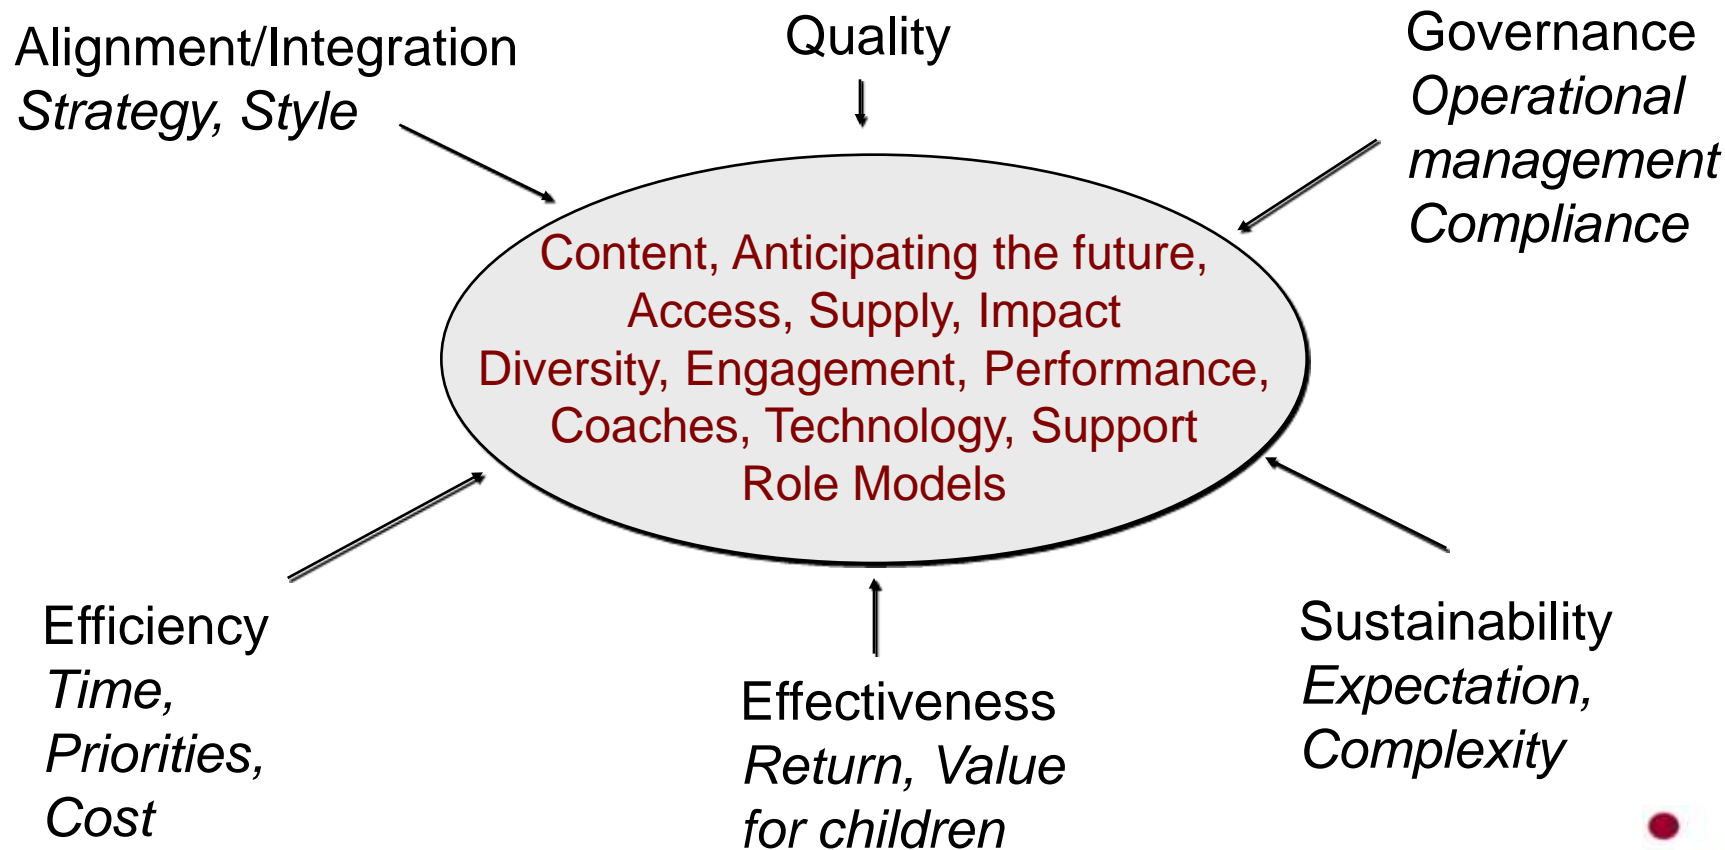 Alignment/Integration
Strategy, Style
Quality
Governance
Operational
management
Compliance
Content, Anticipating the future,
Access, Supply, Impact
Diversity, Engagement, Performance,
Coaches, Technology, Support
Role Models
Efficiency
Time,
Priorities,
Cost
Effectiveness
Return, Value
for children
Sustainability
Expectation,
Complexity